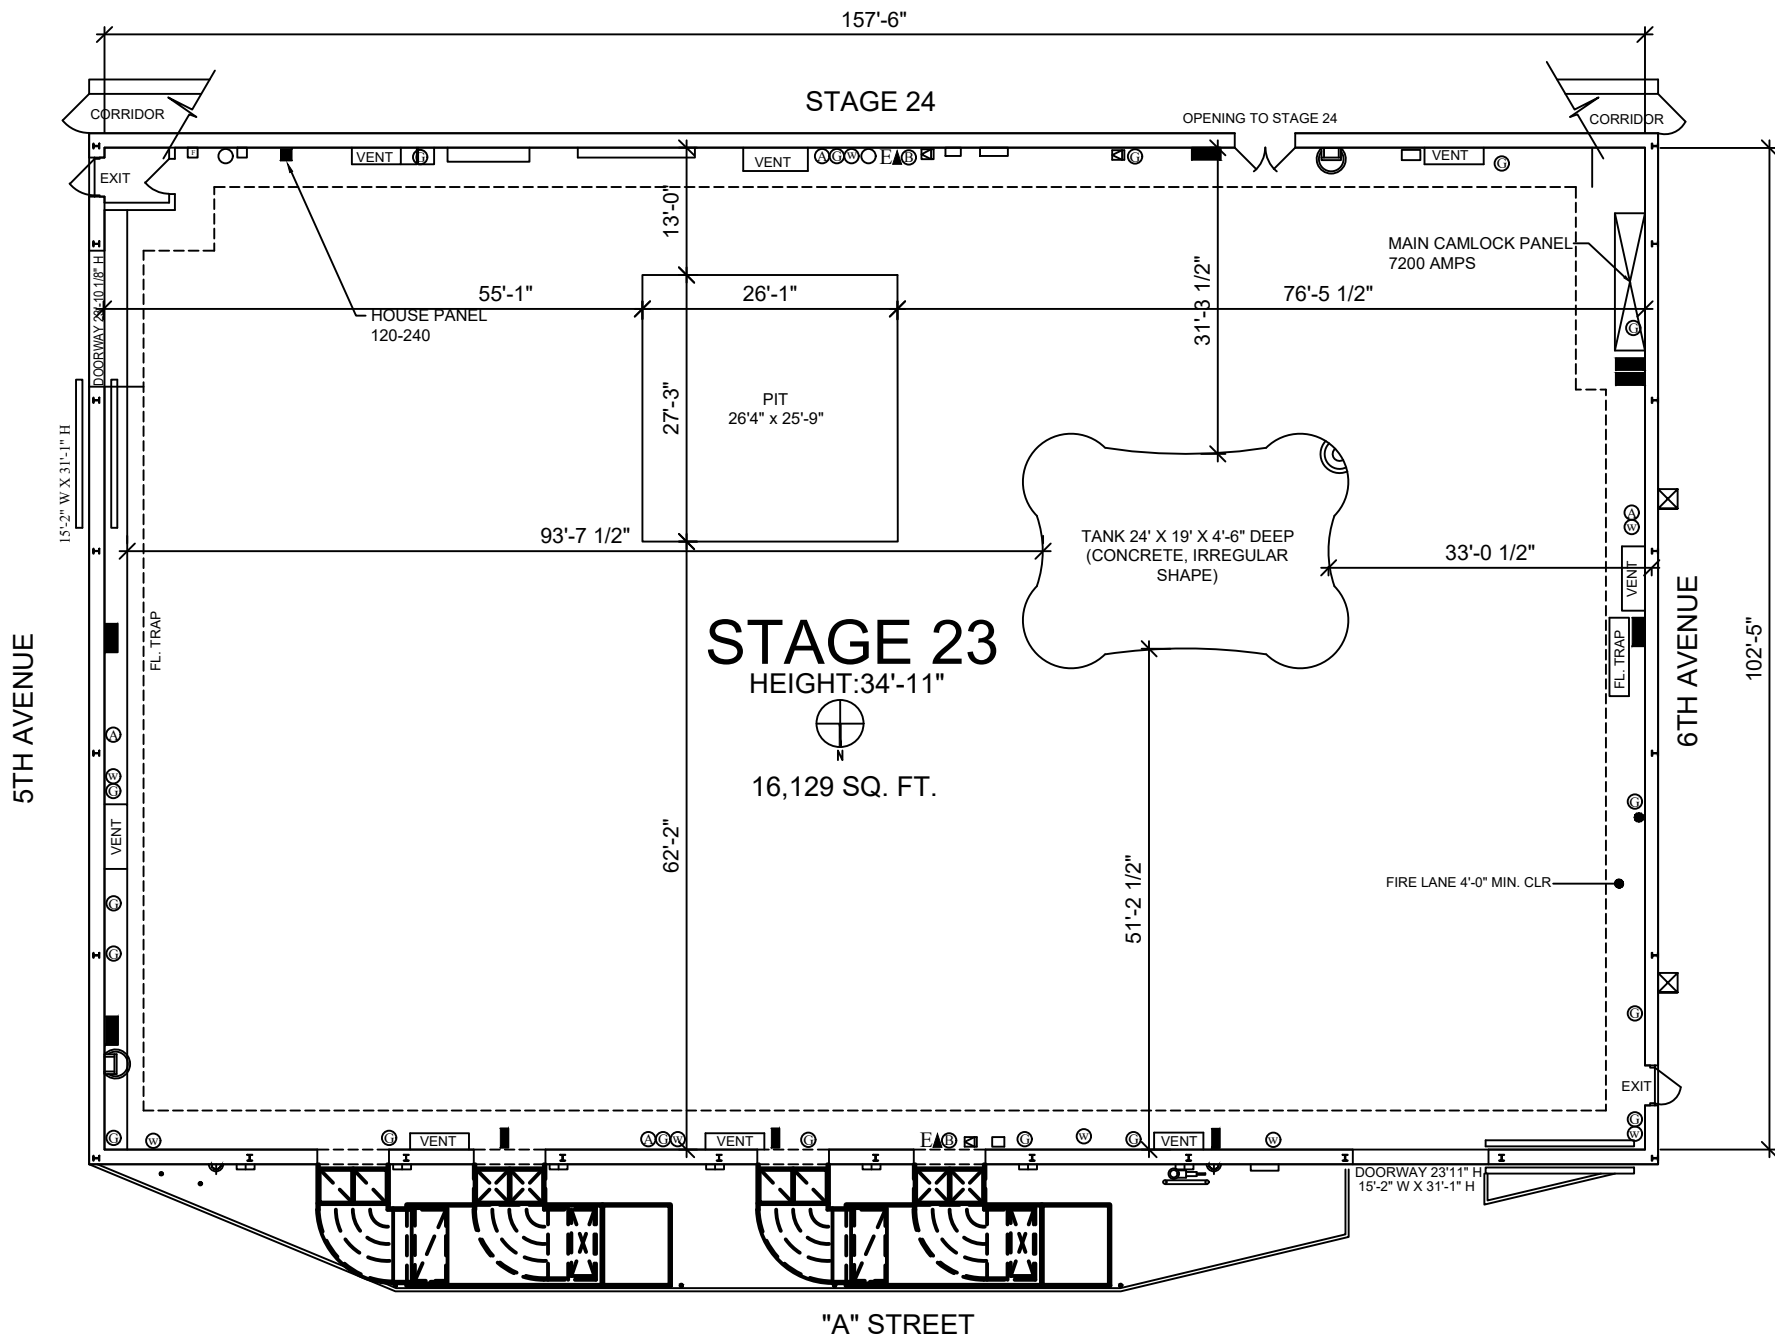 157'-6"
STAGE 24
CORRIDOR
OPENING TO STAGE 24
CORRIDOR
EXIT
F
VENT
G
VENT
A G W
E B
G
VENT
G
13'-0"
31'-3 1/2"
MAIN CAMLOCK PANEL
7200 AMPS
G
55'-1"
26'-1"
76'-5 1/2"
HOUSE PANEL
120-240
15'-2" W X 31'-1" H
27'-3"
PIT
26'4" x 25'-9"
93'-7 1/2"
TANK 24' X 19' X 4'-6" DEEP
(CONCRETE, IRREGULAR
SHAPE)
33'-0 1/2"
A
W
VENT
FL. TRAP
FL. TRAP
5TH AVENUE
6TH AVENUE
102'-5"
STAGE 23
HEIGHT:34'-11"
N
16,129 SQ. FT.
A
W
G
VENT
G
G
62'-2"
51'-2 1/2"
G
FIRE LANE 4'-0" MIN. CLR
G
EXIT
G
W
G
W
G
VENT
A G W
VENT
G
E B
G
W
G
VENT
W
DOORWAY 23'11" H
15'-2" W X 31'-1" H
"A" STREET